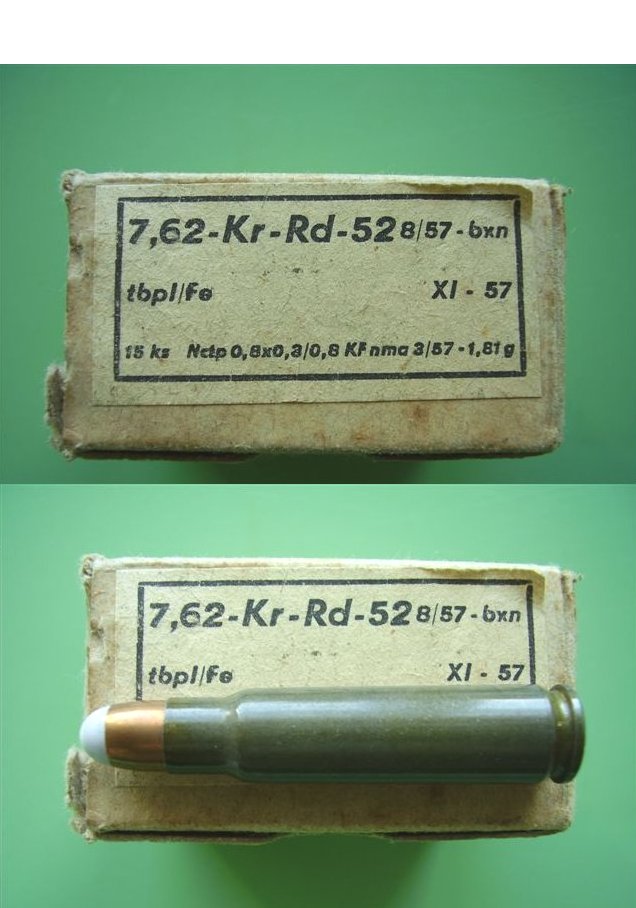 7,62-Kr-Rd-52 8/57-bxn
tbpl/fe XI - 57
15 ks Nctp 0,8x0,3/0,8 KF nma 3/57-1,81 g
7,62-Kr-Rd-52 8/57-bxn
tbpl/fe XI - 57